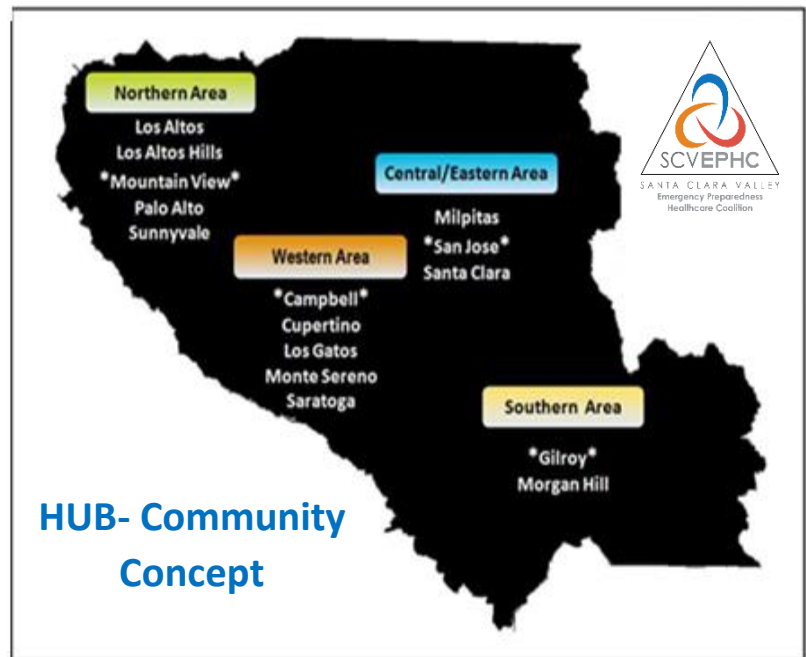 Northern Area
Los Altos
Los Altos Hills
*Mountain View*
Palo Alto
Sunnyvale
Central/Eastern Area
Milpitas
*San Jose*
Santa Clara
Western Area
*Campbell*
Cupertino
Los Gatos
Monte Sereno
Saratoga
Southern Area
*Gilroy*
Morgan Hill
HUB- Community
Concept
SCVEPHC
SANTA CLARA VALLEY
Emergency Preparedness
Healthcare Coalition